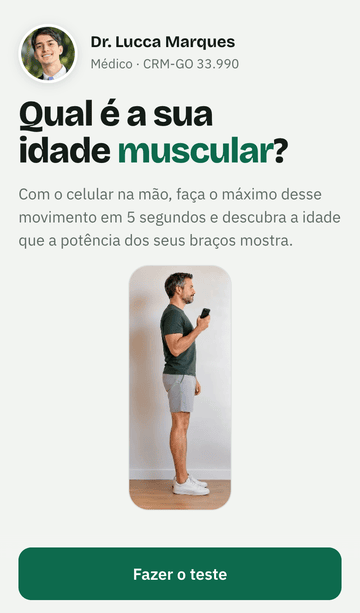 Dr. Lucca Marques
Médico · CRM-GO 33.990
Qual é a sua
idade muscular?
Com o celular na mão, faça o máximo desse
movimento em 5 segundos e descubra a idade
que a potência dos seus braços mostra.
Fazer o teste